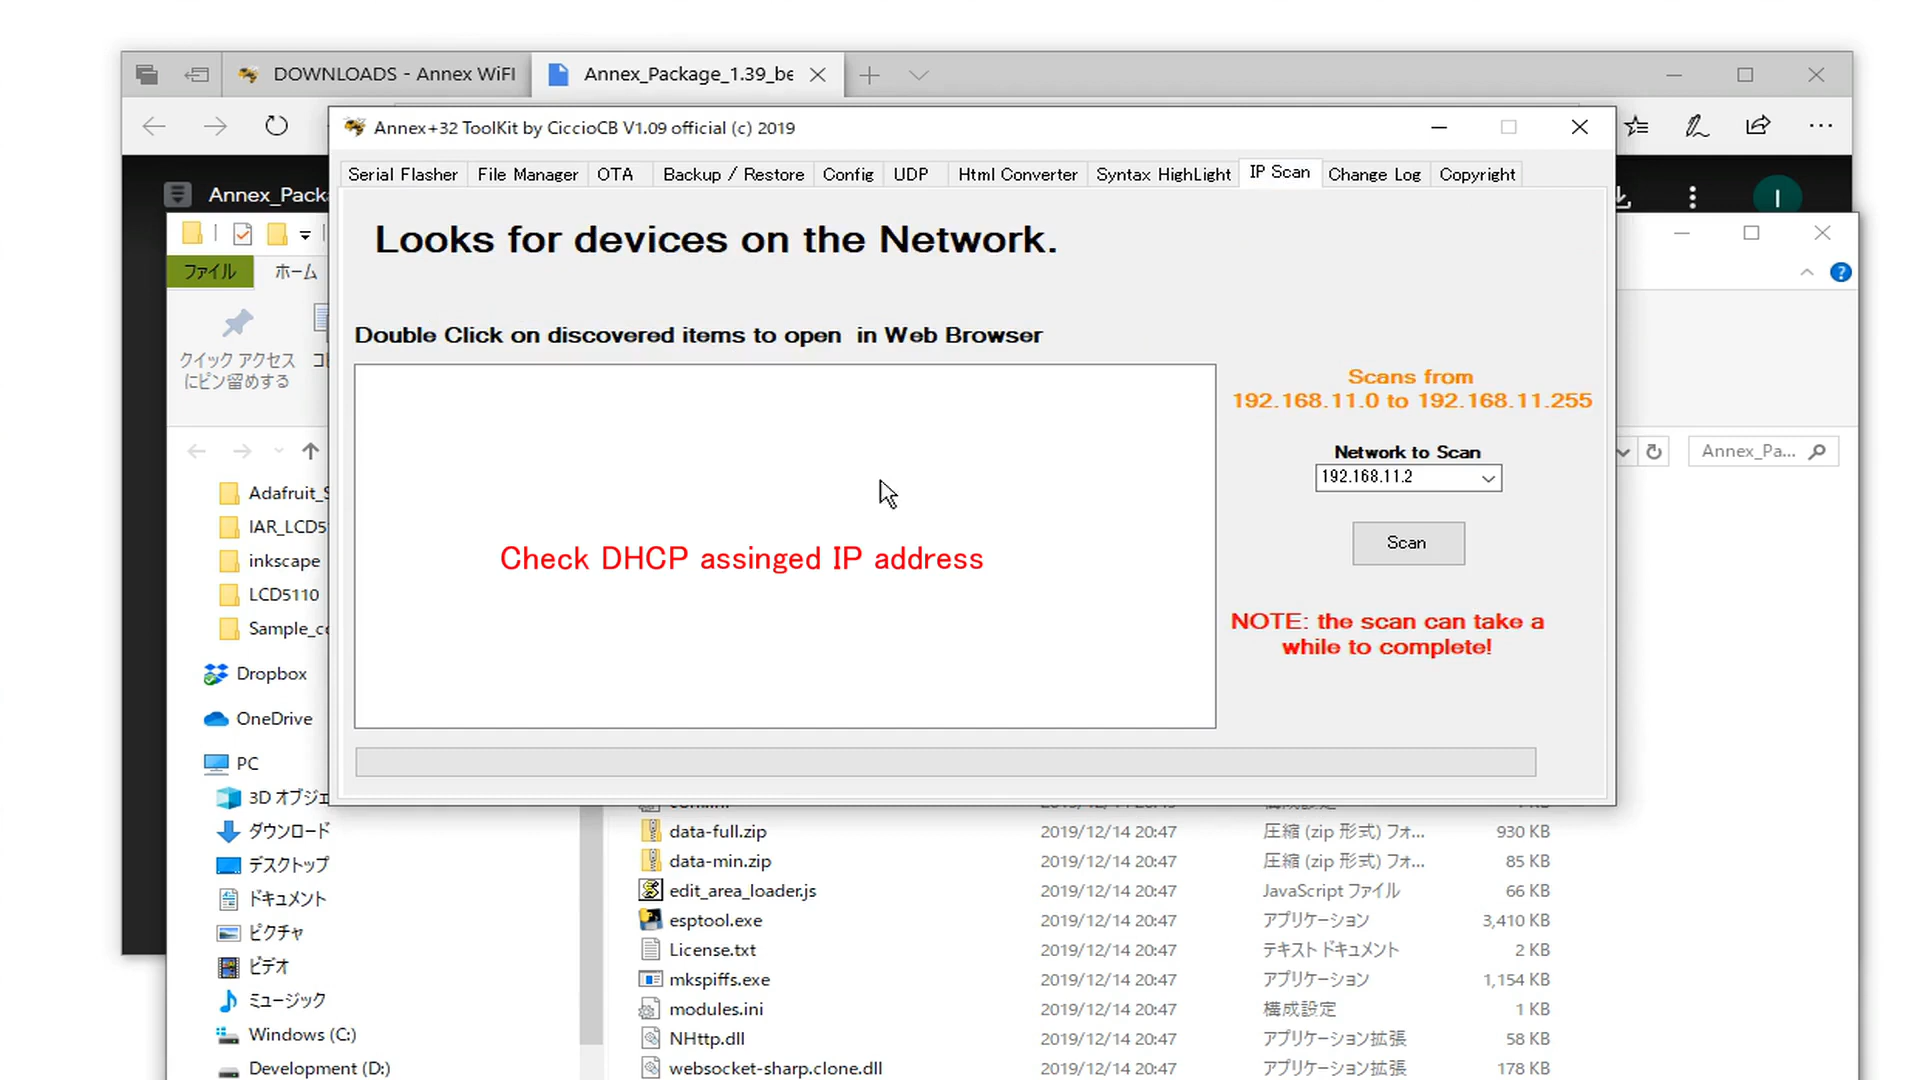 DOWNLOADS - Annex WiFI
Annex_Package_1.39_be
Annex+32 ToolKit by CiccioCB V1.09 official (c) 2019
Serial Flasher
File Manager
OTA
Backup / Restore
Config
UDP
Html Converter
Syntax HighLight
IP Scan
Change Log
Copyright
Annex_Packa
I
ファイル
ホーム
クイック アクセス
にピン留めする
コピ
Looks for devices on the Network.
Double Click on discovered items to open in Web Browser
Check DHCP assinged IP address
Scans from
192.168.11.0 to 192.168.11.255
Network to Scan
192.168.11.2
Scan
NOTE: the scan can take a
while to complete!
Annex_Pa...
Adafruit_S
IAR_LCD5
inkscape
LCD5110
Sample_co
Dropbox
OneDrive
PC
3D オブジェ
ダウンロード
デスクトップ
ドキュメント
ピクチャ
ビデオ
ミュージック
Windows (C:)
Development (D:)
data-full.zip 2019/12/14 20:47 圧縮 (zip 形式) フォ... 930 KB
data-min.zip 2019/12/14 20:47 圧縮 (zip 形式) フォ... 85 KB
edit_area_loader.js 2019/12/14 20:47 JavaScript ファイル 66 KB
esptool.exe 2019/12/14 20:47 アプリケーション 3,410 KB
License.txt 2019/12/14 20:47 テキスト ドキュメント 2 KB
mkspiffs.exe 2019/12/14 20:47 アプリケーション 1,154 KB
modules.ini 2019/12/14 20:47 構成設定 1 KB
NHttp.dll 2019/12/14 20:47 アプリケーション拡張 58 KB
websocket-sharp.clone.dll 2019/12/14 20:47 アプリケーション拡張 178 KB